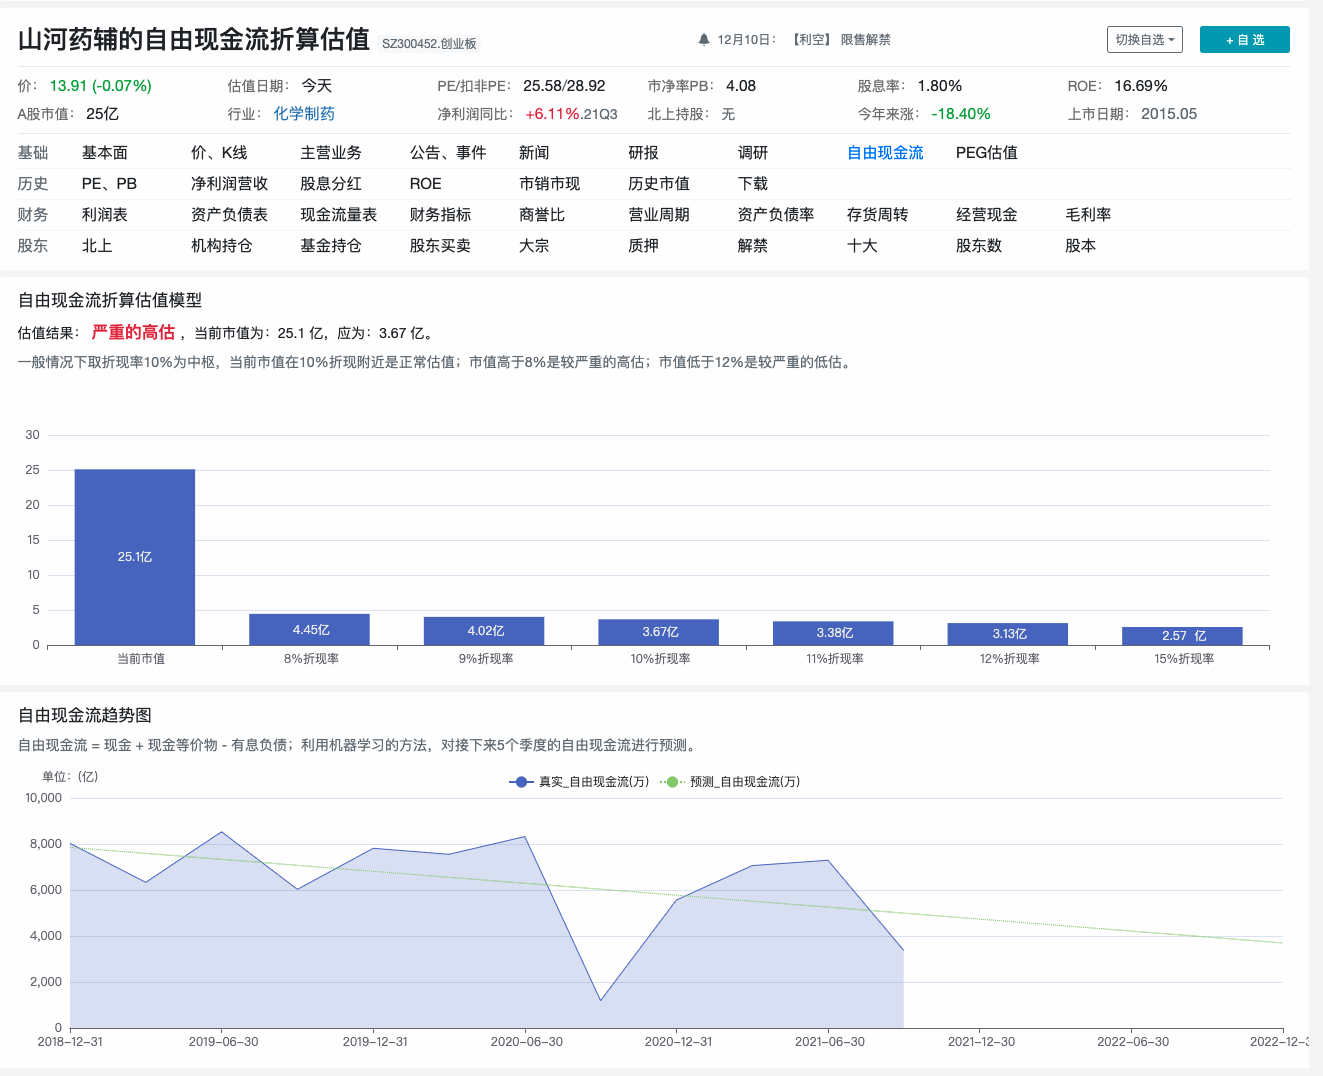 山河药辅的自由现金流折算估值 SZ300452.创业板 12月10日： 【利空】 限售解禁 切换自选 + 自 选
价： 13.91 (-0.07%) 估值日期： 今天 PE/扣非PE： 25.58/28.92 市净率PB： 4.08 股息率： 1.80% ROE： 16.69%
A股市值： 25亿 行业： 化学制药 净利润同比： +6.11%.21Q3 北上持股： 无 今年来涨： -18.40% 上市日期： 2015.05
基础 基本面 价、K线 主营业务 公告、事件 新闻 研报 调研 自由现金流 PEG估值
历史 PE、PB 净利润营收 股息分红 ROE 市销市现 历史市值 下载
财务 利润表 资产负债表 现金流量表 财务指标 商誉比 营业周期 资产负债率 存货周转 经营现金 毛利率
股东 北上 机构持仓 基金持仓 股东买卖 大宗 质押 解禁 十大 股东数 股本
自由现金流折算估值模型
估值结果： 严重的高估 ，当前市值为：25.1 亿，应为：3.67 亿。
一般情况下取折现率10%为中枢，当前市值在10%折现附近是正常估值；市值高于8%是较严重的高估；市值低于12%是较严重的低估。
30
25
20
15
10
5
0
25.1亿 4.45亿 4.02亿 3.67亿 3.38亿 3.13亿 2.57 亿
当前市值 8%折现率 9%折现率 10%折现率 11%折现率 12%折现率 15%折现率
自由现金流趋势图
自由现金流 = 现金 + 现金等价物 - 有息负债；利用机器学习的方法，对接下来5个季度的自由现金流进行预测。
单位：(亿) 真实_自由现金流(万) 预测_自由现金流(万)
10,000
8,000
6,000
4,000
2,000
0
2018-12-31 2019-06-30 2019-12-31 2020-06-30 2020-12-31 2021-06-30 2021-12-30 2022-06-30 2022-12-3